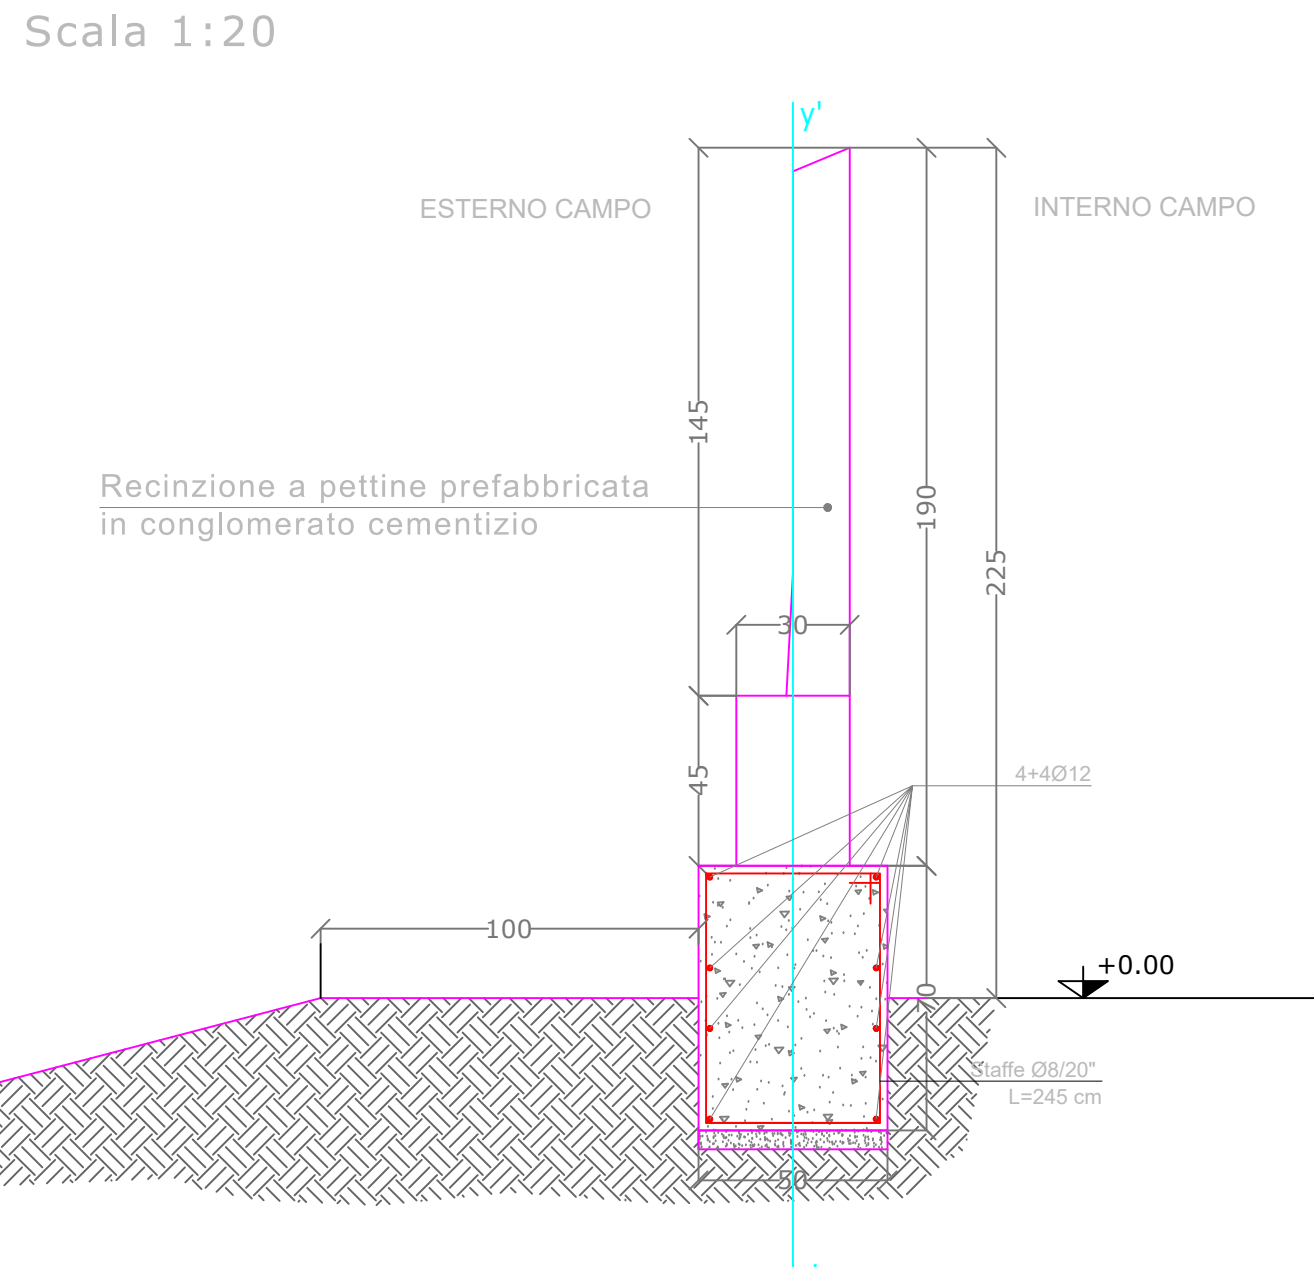 Scala 1:20
y'
ESTERNO CAMPO
INTERNO CAMPO
145
Recinzione a pettine prefabbricata
in conglomerato cementizio
190
225
30
45
4+4Ø12
100
+0.00
Staffe Ø8/20"
L=245 cm
50